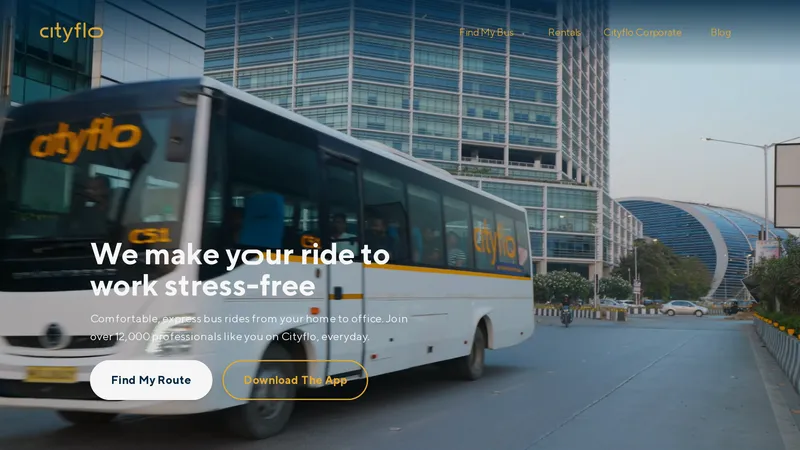 cityflo
Find My Bus
Rentals
Cityflo Corporate
Blog
cityflo
cityflo
CS1
We make your ride to
work stress-free
Comfortable, express bus rides from your home to office. Join
over 12,000 professionals like you on Cityflo, everyday.
Find My Route
Download The App